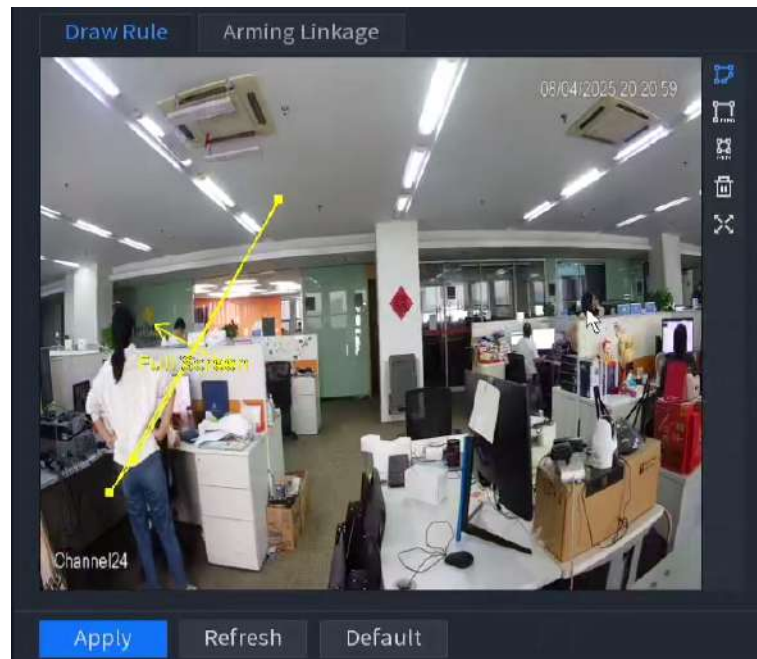 Draw Rule
Arming Linkage
08/04/2025 20:20:59
Full Screen
Channel24
Apply
Refresh
Default